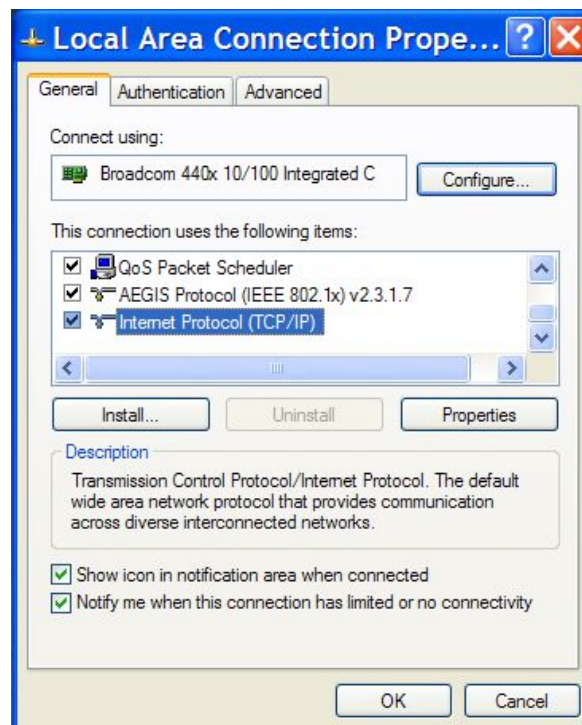 Local Area Connection Prope... ?
General Authentication Advanced
Connect using:
Broadcom 440x 10/100 Integrated C
Configure...
This connection uses the following items:
QoS Packet Scheduler
AEGIS Protocol (IEEE 802.1x) v2.3.1.7
Internet Protocol (TCP/IP)
Install... Uninstall Properties
Description
Transmission Control Protocol/Internet Protocol. The default
wide area network protocol that provides communication
across diverse interconnected networks.
Show icon in notification area when connected
Notify me when this connection has limited or no connectivity
OK Cancel